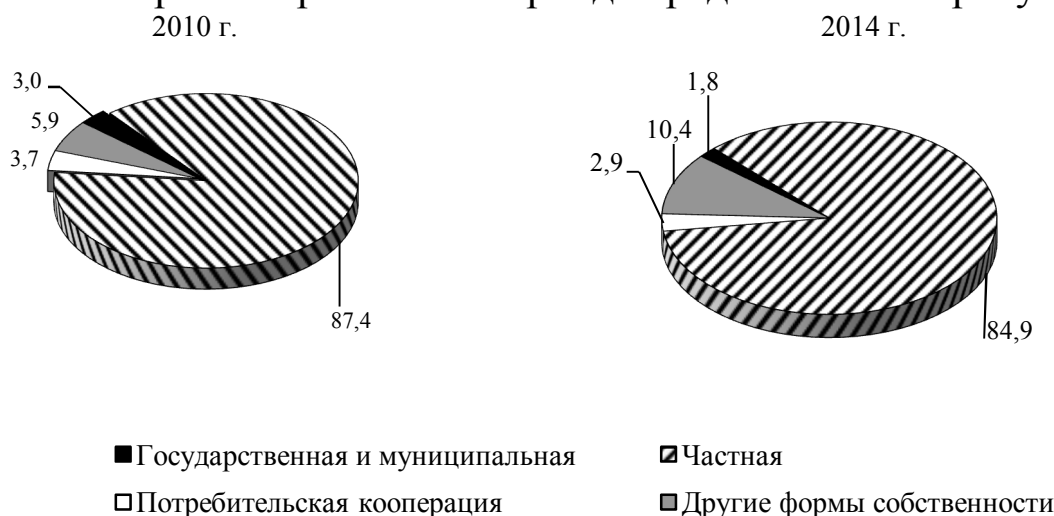 2010 г.
2014 г.
3,0
5,9
3,7
87,4
1,8
10,4
2,9
84,9
Государственная и муниципальная
Частная
Потребительская кооперация
Другие формы собственности